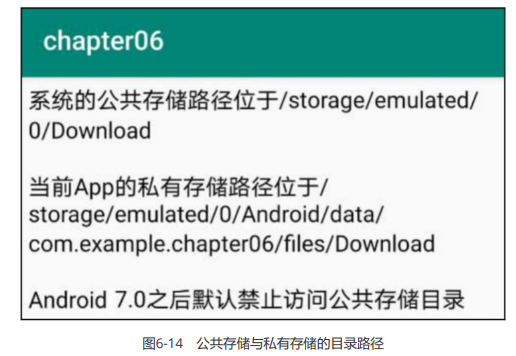 chapter06
系统的公共存储路径位于/storage/emulated/
0/Download
当前App的私有存储路径位于/
storage/emulated/0/Android/data/
com.example.chapter06/files/Download
Android 7.0之后默认禁止访问公共存储目录
图6-14 公共存储与私有存储的目录路径